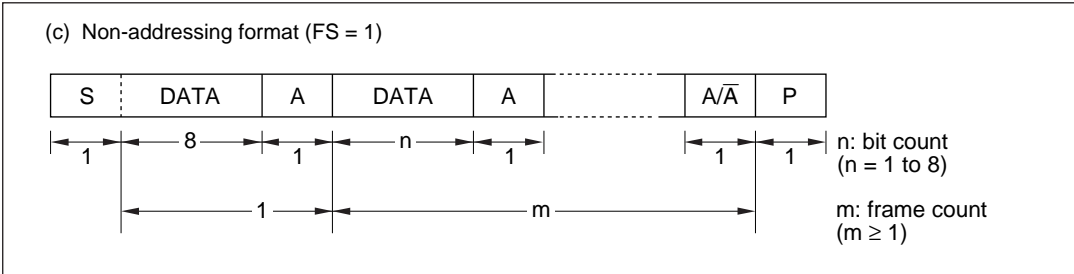 (c) Non-addressing format (FS = 1)
S DATA A DATA A A/A̅ P
1 8 1 n 1 1 1
n: bit count
(n = 1 to 8)
1 m
m: frame count
(m ≥ 1)